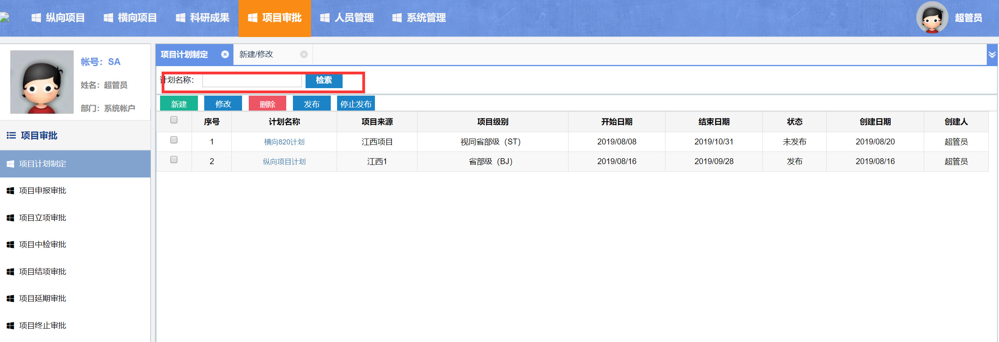 纵向项目 横向项目 科研成果 项目审批 人员管理 系统管理 超管员
帐号：SA
姓名：超管员
部门：系统帐户
项目审批
项目计划制定
项目申报审批
项目立项审批
项目中检审批
项目结项审批
项目延期审批
项目终止审批
项目计划制定 新建/修改
计划名称： 检索
新建 修改 删除 发布 停止发布
序号 计划名称 项目来源 项目级别 开始日期 结束日期 状态 创建日期 创建人
1 横向820计划 江西项目 视同省部级（ST） 2019/08/08 2019/10/31 未发布 2019/08/20 超管员
2 纵向项目计划 江西1 省部级（BJ） 2019/08/16 2019/09/28 发布 2019/08/16 超管员